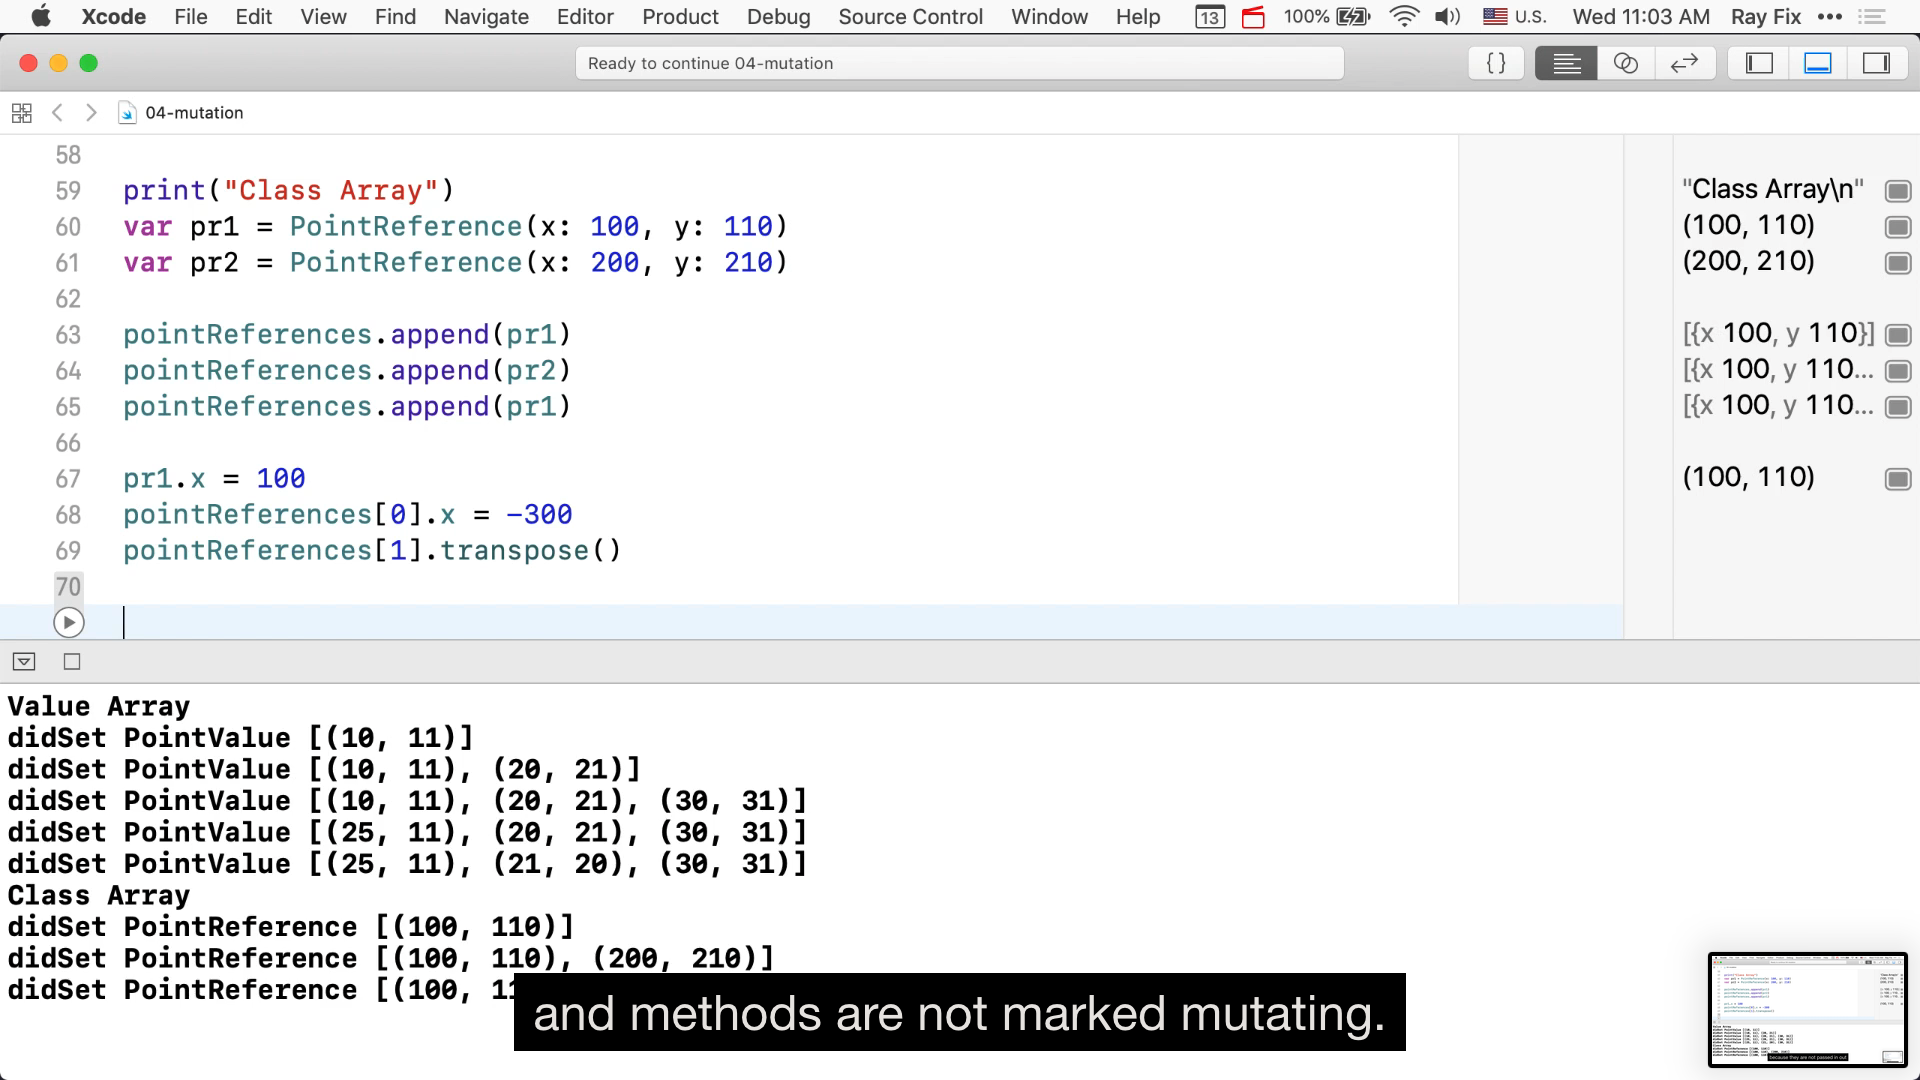 Xcode File Edit View Find Navigate Editor Product Debug Source Control Window Help 13 100% U.S. Wed 11:03 AM Ray Fix •••
Ready to continue 04-mutation
{}
04-mutation
58
59 print("Class Array") "Class Array\n"
60 var pr1 = PointReference(x: 100, y: 110) (100, 110)
61 var pr2 = PointReference(x: 200, y: 210) (200, 210)
62
63 pointReferences.append(pr1) [{x 100, y 110}]
64 pointReferences.append(pr2) [{x 100, y 110...
65 pointReferences.append(pr1) [{x 100, y 110...
66
67 pr1.x = 100 (100, 110)
68 pointReferences[0].x = -300
69 pointReferences[1].transpose()
70
Value Array
didSet PointValue [(10, 11)]
didSet PointValue [(10, 11), (20, 21)]
didSet PointValue [(10, 11), (20, 21), (30, 31)]
didSet PointValue [(25, 11), (20, 21), (30, 31)]
didSet PointValue [(25, 11), (21, 20), (30, 31)]
Class Array
didSet PointReference [(100, 110)]
didSet PointReference [(100, 110), (200, 210)]
didSet PointReference [(100, 11
and methods are not marked mutating.